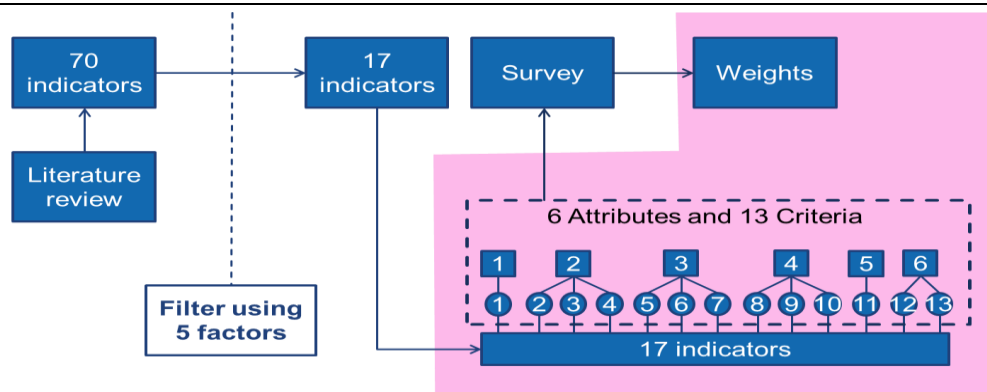 70
indicators
17
indicators
Survey
Weights
Literature
review
Filter using
5 factors
6 Attributes and 13 Criteria
1 2 3 4 5 6
1 2 3 4 5 6 7 8 9 10 11 12 13
17 indicators